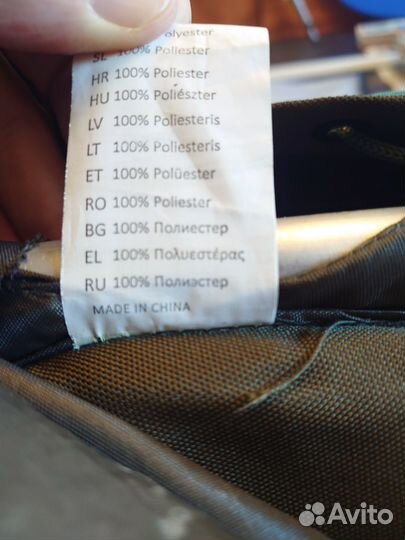 Polyester
SL 100% Poliester
HR 100% Poliester
HU 100% Poliészter
LV 100% Poliesteris
LT 100% Poliesteris
ET 100% Polüester
RO 100% Poliester
BG 100% Полиестер
EL 100% Πολυεστέρας
RU 100% Полиэстер
MADE IN CHINA
Avito